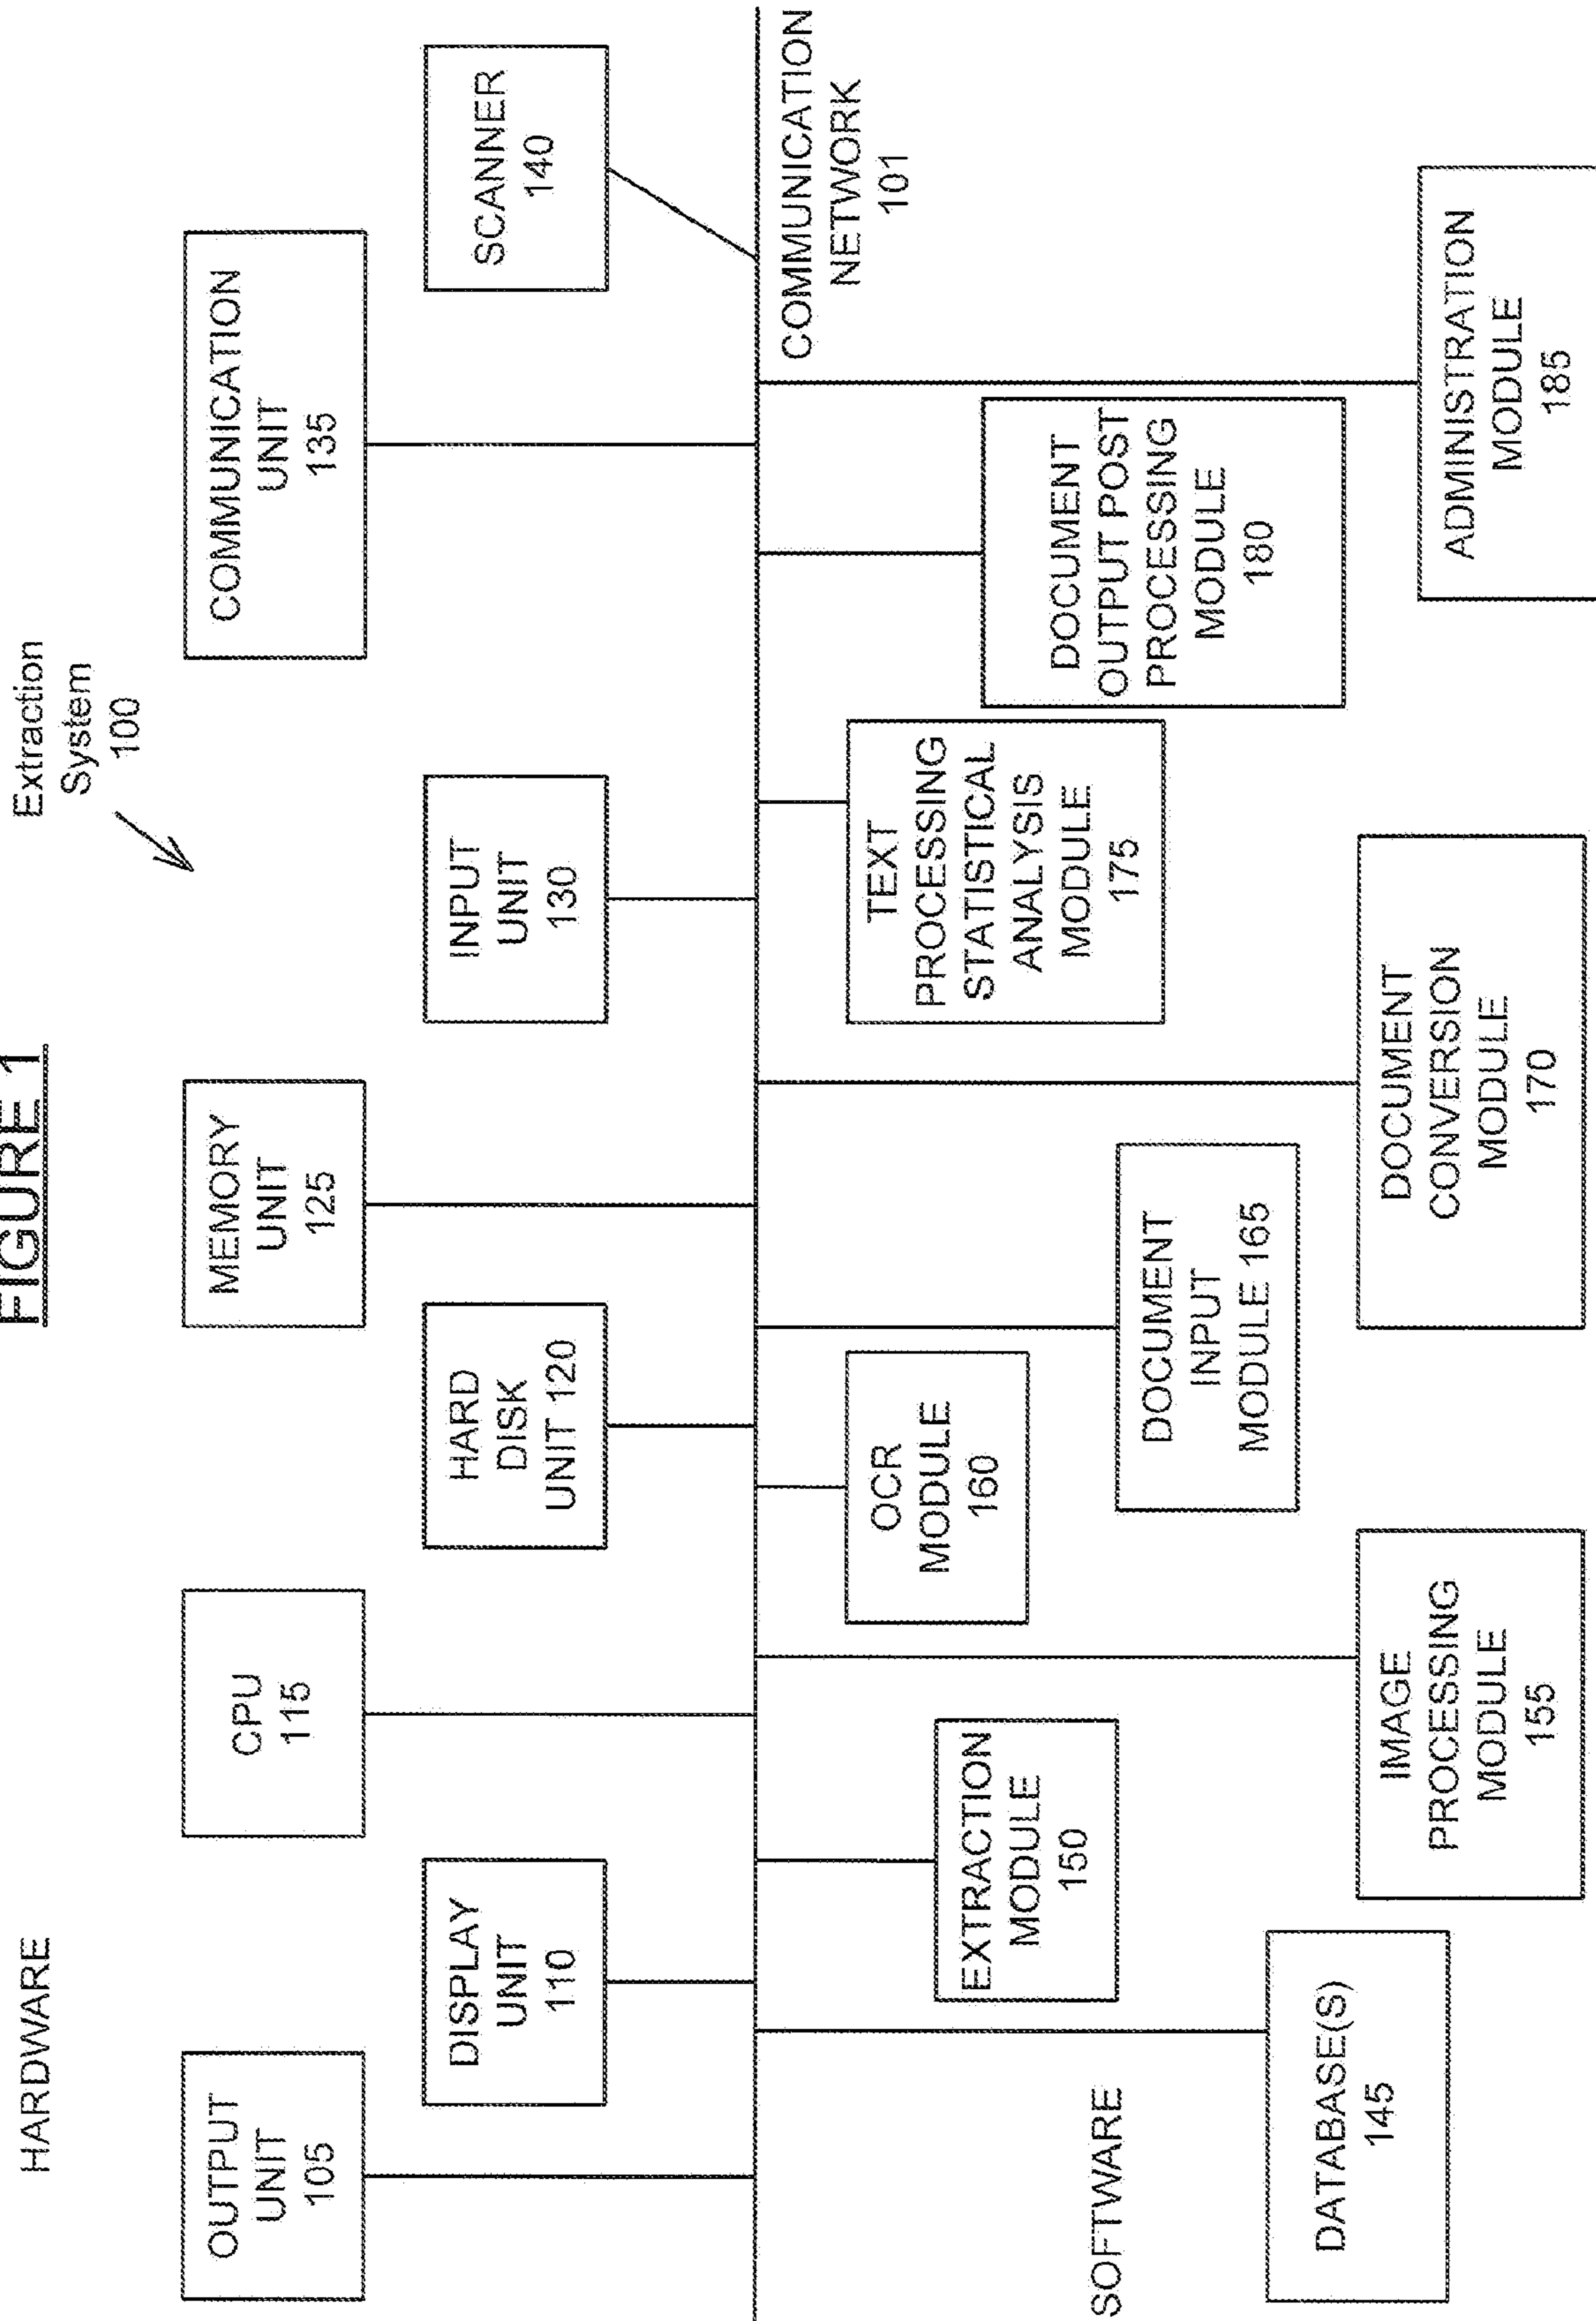 FIGURE 1
HARDWARE
Extraction
System
100
OUTPUT
UNIT
105
DISPLAY
UNIT
110
CPU
115
HARD
DISK
UNIT 120
MEMORY
UNIT
125
INPUT
UNIT
130
COMMUNICATION
UNIT
135
SCANNER
140
COMMUNICATION
NETWORK
101
SOFTWARE
DATABASE(S)
145
EXTRACTION
MODULE
150
IMAGE
PROCESSING
MODULE
155
OCR
MODULE
160
DOCUMENT
INPUT
MODULE 165
DOCUMENT
CONVERSION
MODULE
170
TEXT
PROCESSING
STATISTICAL
ANALYSIS
MODULE
175
DOCUMENT
OUTPUT POST
PROCESSING
MODULE
180
ADMINISTRATION
MODULE
185